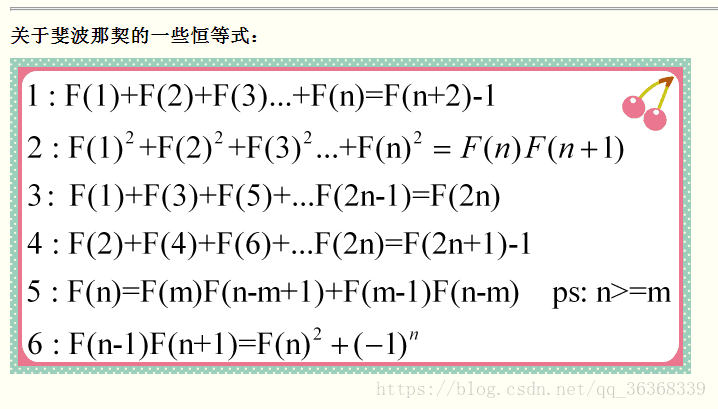 关于斐波那契的一些恒等式：
1 : F(1)+F(2)+F(3)...+F(n)=F(n+2)-1
2 : F(1)²+F(2)²+F(3)²...+F(n)² = F(n)F(n+1)
3: F(1)+F(3)+F(5)+...F(2n-1)=F(2n)
4 : F(2)+F(4)+F(6)+...F(2n)=F(2n+1)-1
5 : F(n)=F(m)F(n-m+1)+F(m-1)F(n-m) ps: n>=m
6 : F(n-1)F(n+1)=F(n)²+(−1)ⁿ
https://blog.csdn.net/qq_36368339